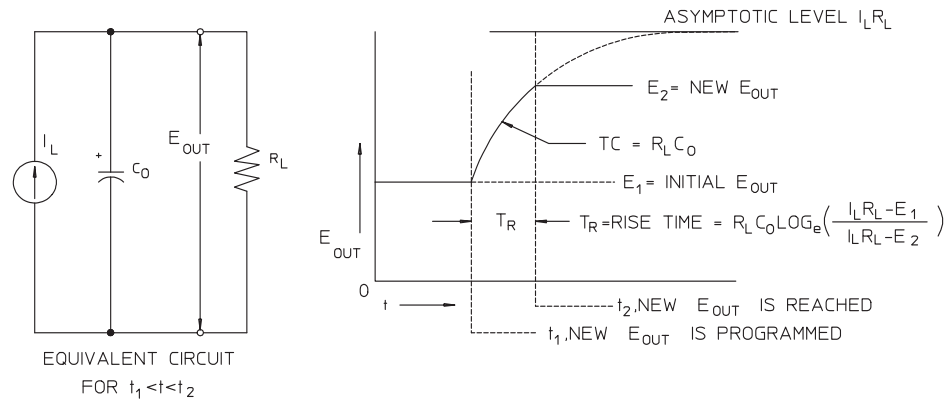 I_L
+
C_O
E_OUT
R_L
EQUIVALENT CIRCUIT
FOR t_1<t<t_2
ASYMPTOTIC LEVEL I_LR_L
E_2= NEW E_OUT
TC = R_LC_O
E_1= INITIAL E_OUT
T_R
T_R=RISE TIME = R_LC_OLOG_e(I_LR_L-E_1/I_LR_L-E_2)
E_OUT
O
t
t_2,NEW E_OUT IS REACHED
t_1,NEW E_OUT IS PROGRAMMED